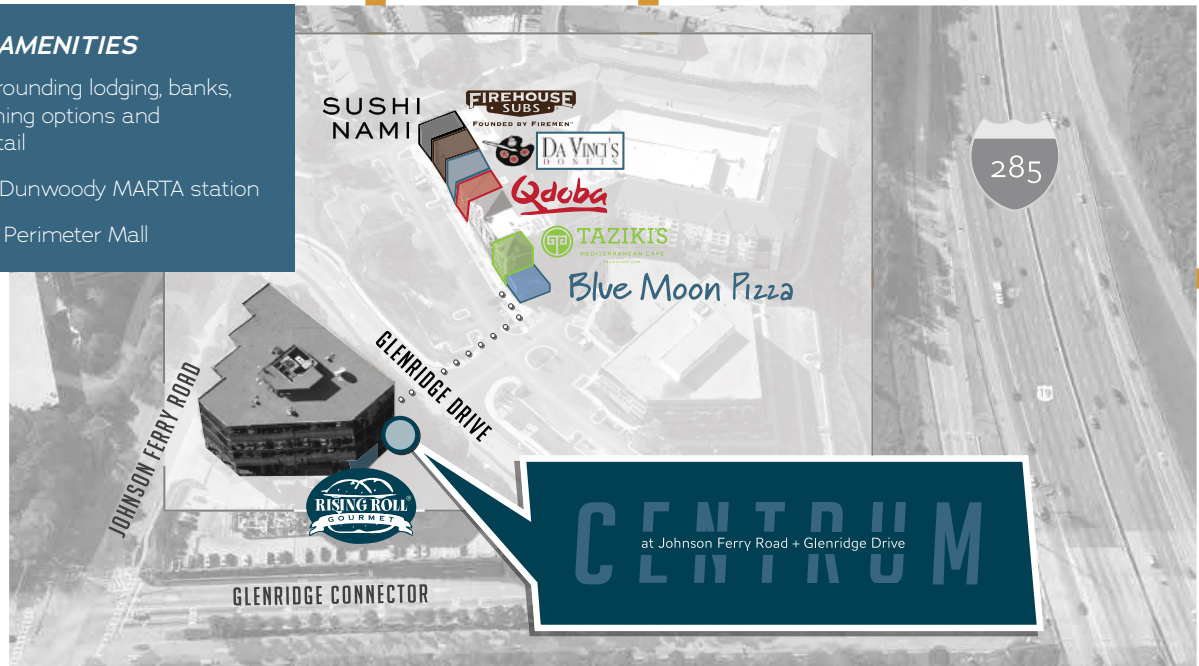 AMENITIES
rounding lodging, banks,
ning options and
tail
Dunwoody MARTA station
Perimeter Mall
SUSHI
NAMI
FIREHOUSE
SUBS
FOUNDED BY FIREMEN
DA VINCI'S
DONUTS
Qdoba
TAZIKIS
MEDITERRANEAN CAFE
Blue Moon Pizza
285
GLENRIDGE DRIVE
JOHNSON FERRY ROAD
RISING ROLL®
GOURMET
GLENRIDGE CONNECTOR
CENTRUM
at Johnson Ferry Road + Glenridge Drive